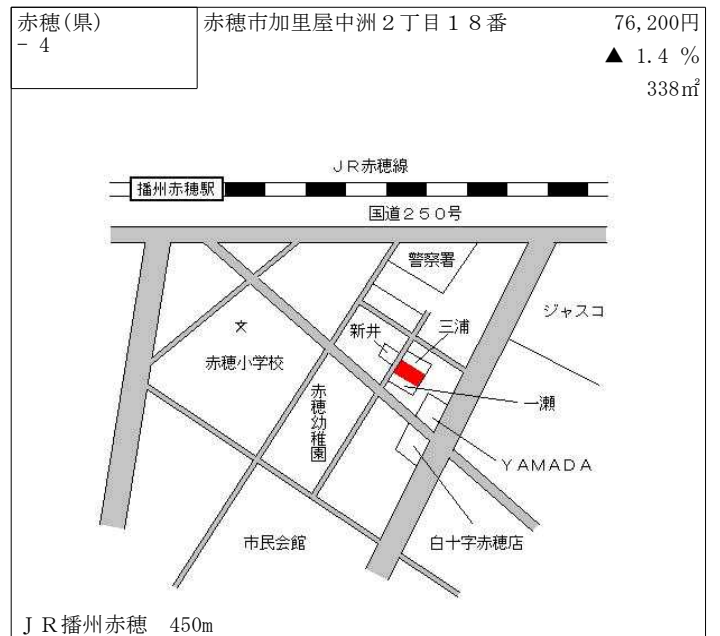 赤穂(県)
－４
赤穂市加里屋中洲２丁目１８番
76,200円
▲ 1.4 %
338㎡
ＪＲ赤穂線
播州赤穂駅
国道２５０号
警察署
ジャスコ
三浦
新井
文
赤穂小学校
赤穂幼稚園
一瀬
ＹＡＭＡＤＡ
市民会館
白十字赤穂店
ＪＲ播州赤穂　450m